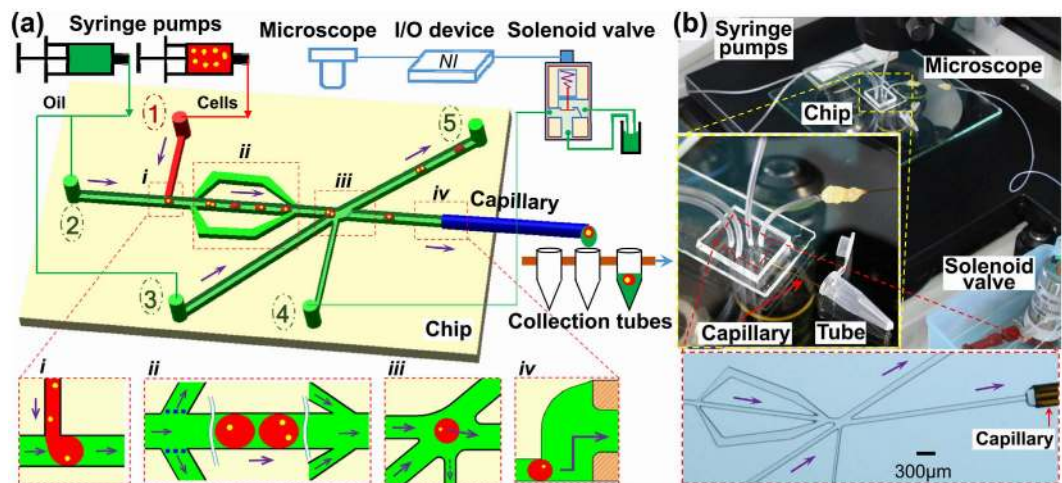 (a)
Syringe pumps
Oil
Cells
Microscope
I/O device
NI
Solenoid valve
1
2
3
4
5
i
ii
iii
iv
Capillary
Chip
Collection tubes
i
ii
iii
iv
(b)
Syringe
pumps
Microscope
Chip
Solenoid
valve
Capillary
Tube
Capillary
300μm